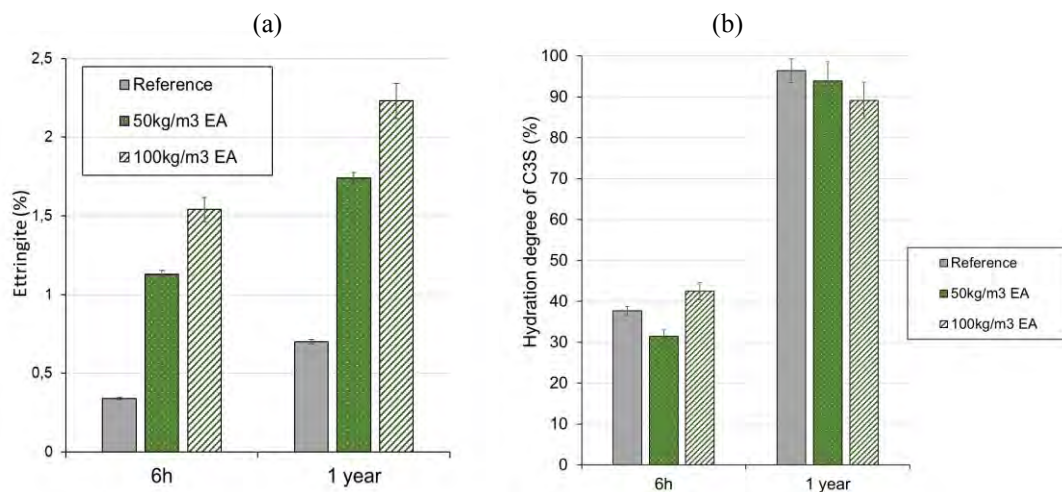 (a)
2,5
2
1,5
1
0,5
0
Ettringite (%)
Reference
50kg/m3 EA
100kg/m3 EA
6h
1 year
(b)
100
90
80
70
60
50
40
30
20
10
0
Hydration degree of C3S (%)
6h
1 year
Reference
50kg/m3 EA
100kg/m3 EA